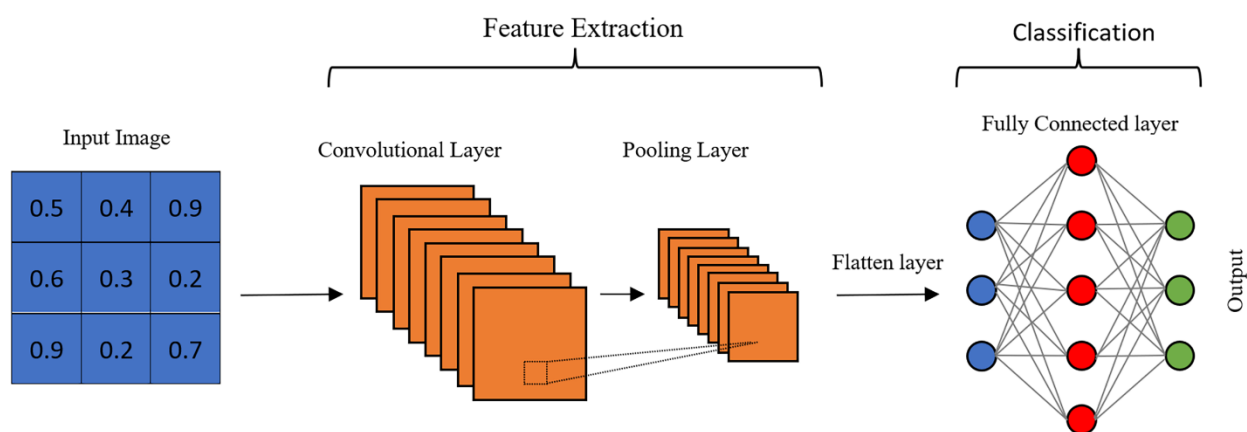 Feature Extraction
Classification
Input Image
Convolutional Layer
Pooling Layer
Fully Connected layer
0.5 0.4 0.9
0.6 0.3 0.2
0.9 0.2 0.7
Flatten layer
Output